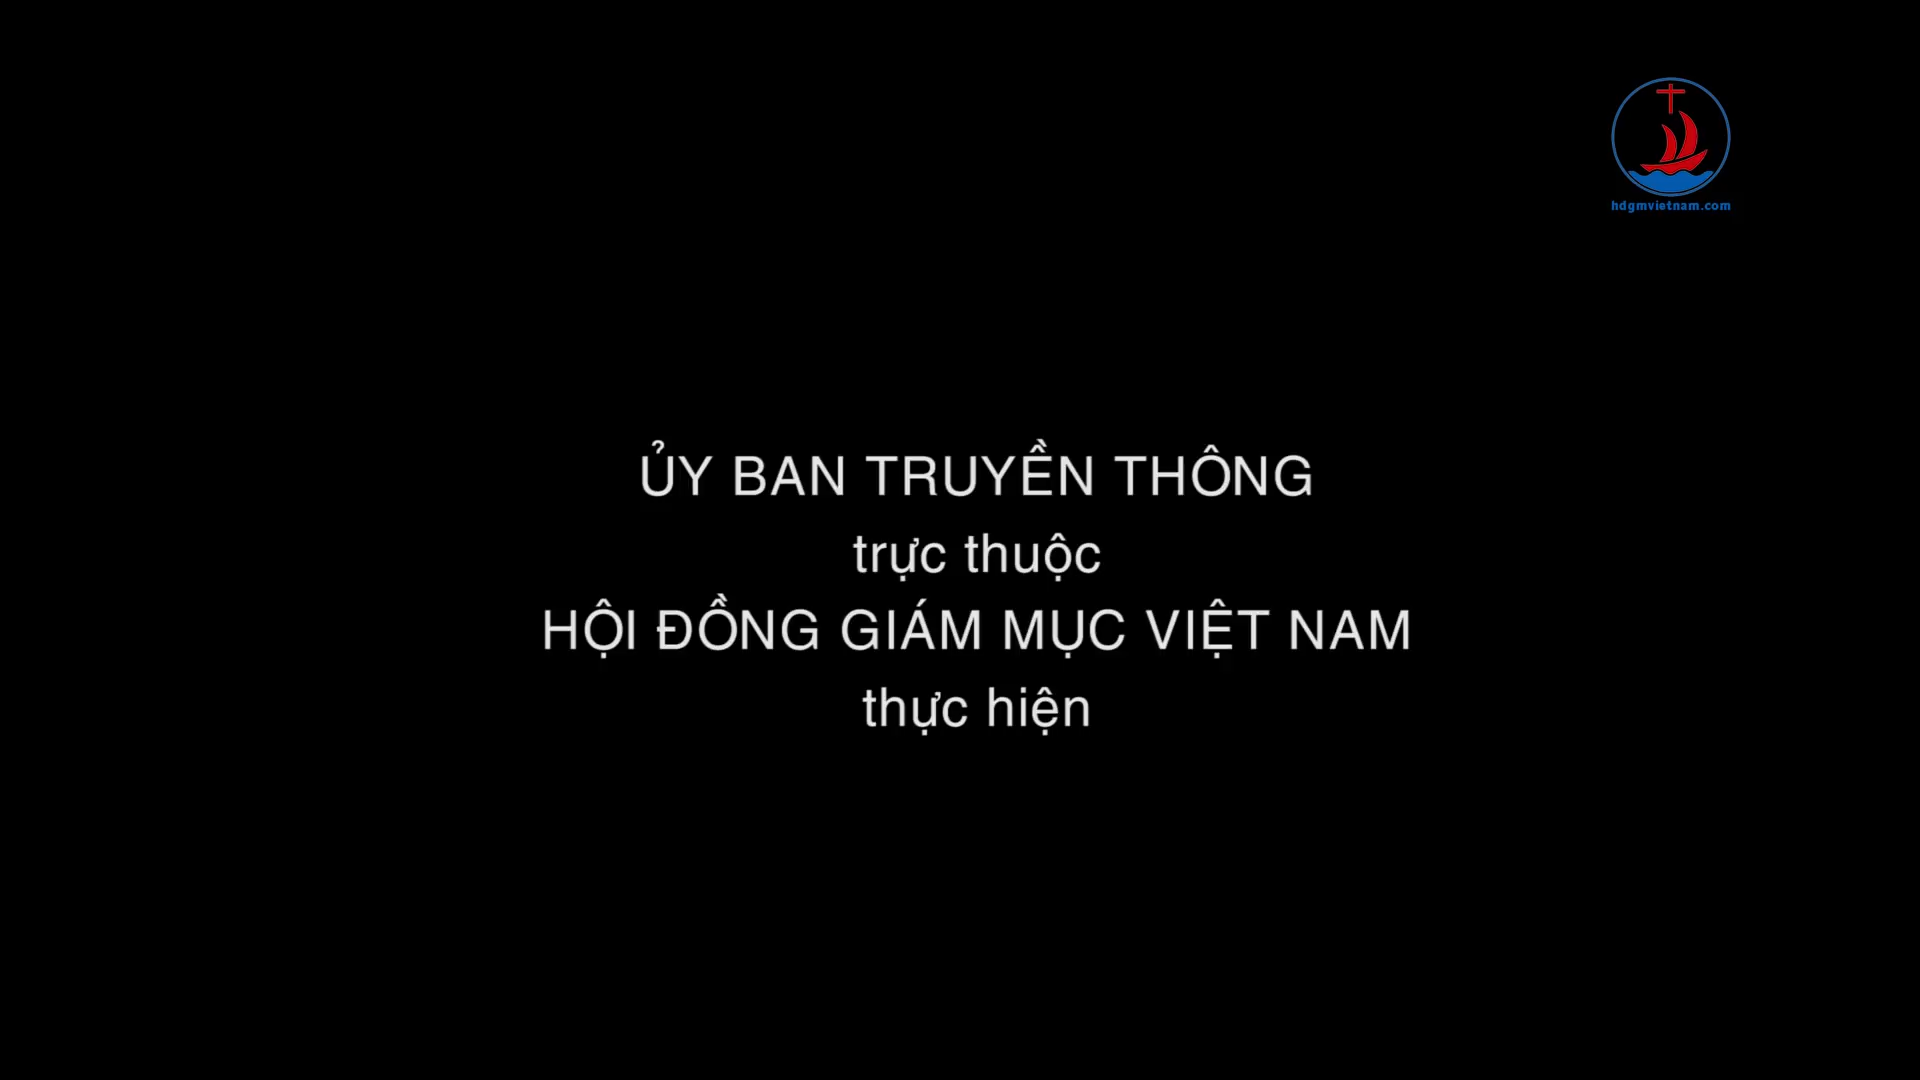 hdgmvietnam.com
ỦY BAN TRUYỀN THÔNG
trực thuộc
HỘI ĐỒNG GIÁM MỤC VIỆT NAM
thực hiện